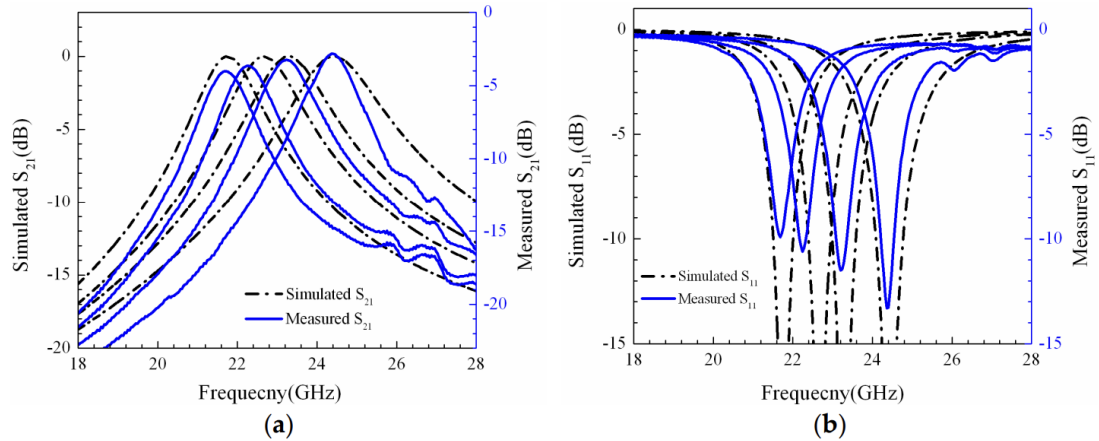 0
-5
-10
-15
-20
Simulated S21(dB)
0
-5
-10
-15
-20
Measured S21(dB)
Simulated S21
Measured S21
18 20 22 24 26 28
Frequecny(GHz)
(a)
0
-5
-10
-15
Simulated S11(dB)
0
-5
-10
-15
Measured S11(dB)
Simulated S11
Measured S11
18 20 22 24 26 28
Frequecny(GHz)
(b)